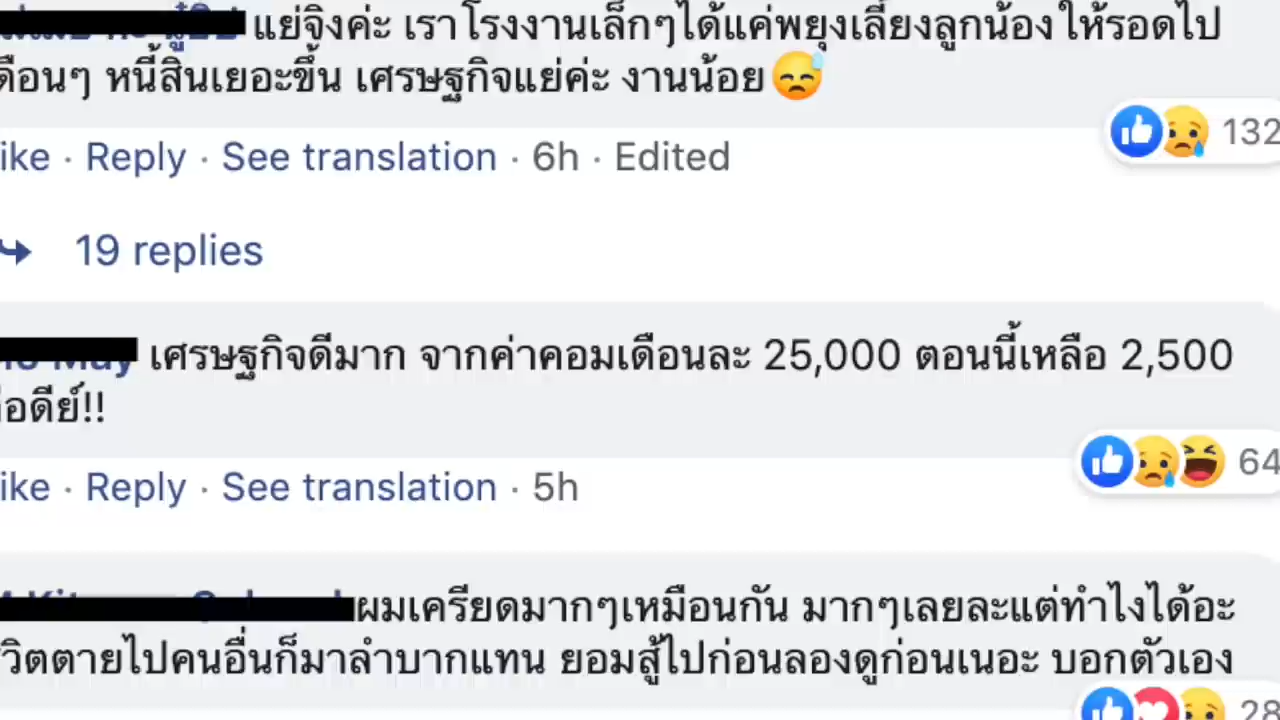 แย่จิงค่ะ เราโรงงานเล็กๆได้แค่พยุงเลี้ยงลูกน้องให้รอดไป
ดือนๆ หนี้สินเยอะขึ้น เศรษฐกิจแย่ค่ะ งานน้อย😓
132
ike · Reply · See translation · 6h · Edited
19 replies
เศรษฐกิจดีมาก จากค่าคอมเดือนละ 25,000 ตอนนี้เหลือ 2,500
ือดีย์!!
64
ike · Reply · See translation · 5h
ผมเครียดมากๆเหมือนกัน มากๆเลยละแต่ทำไงได้อะ
วิตตายไปคนอื่นก็มาลำบากแทน ยอมสู้ไปก่อนลองดูก่อนเนอะ บอกตัวเอง
28